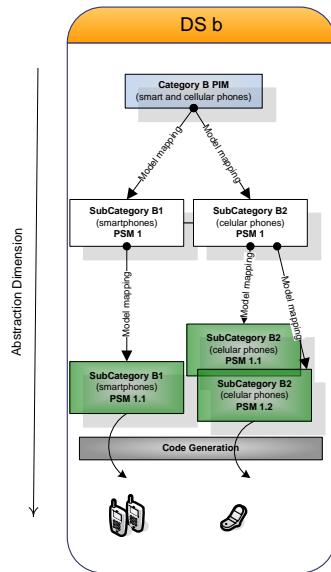 DS b
Category B PIM
(smart and cellular phones)
Model mapping
Model mapping
SubCategory B1
(smartphones)
PSM 1
SubCategory B2
(cellular phones)
PSM 1
Abstraction Dimension
Model mapping
Model mapping
Model mapping
SubCategory B1
(smartphones)
PSM 1.1
SubCategory B2
(celular phones)
PSM 1.1
SubCategory B2
(celular phones)
PSM 1.2
Code Generation